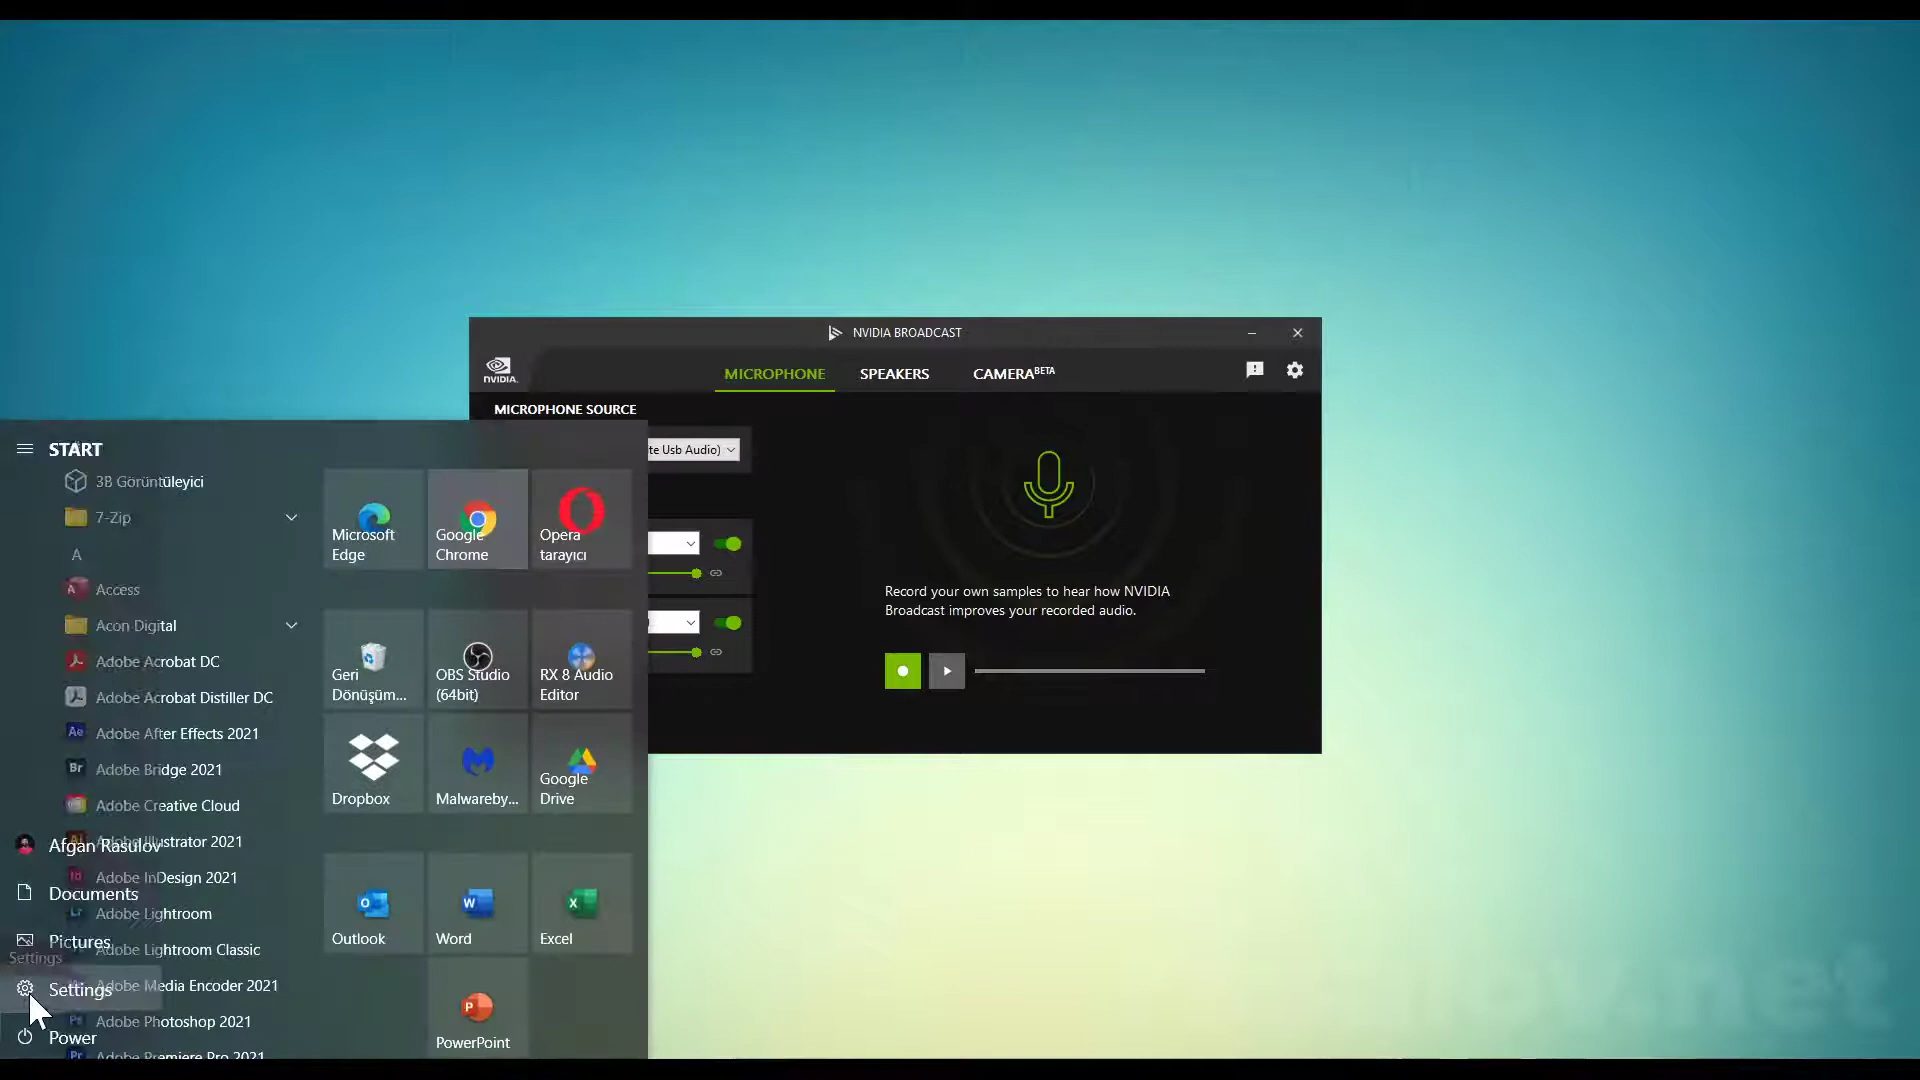 NVIDIA BROADCAST
NVIDIA.
MICROPHONE
SPEAKERS
CAMERA BETA
MICROPHONE SOURCE
te Usb Audio)
Record your own samples to hear how NVIDIA
Broadcast improves your recorded audio.
START
3B Görüntüleyici
7-Zip
A
Access
Acon Digital
Adobe Acrobat DC
Adobe Acrobat Distiller DC
Adobe After Effects 2021
Adobe Bridge 2021
Adobe Creative Cloud
Adobe Illustrator 2021
Afgan Rasulov
Adobe InDesign 2021
Documents
Adobe Lightroom
Pictures
Adobe Lightroom Classic
Settings
Adobe Media Encoder 2021
Settings
Adobe Photoshop 2021
Power
Adobe Premiere Pro 2021
Microsoft
Edge
Google
Chrome
Opera
tarayıcı
Geri
Dönüşüm...
OBS Studio
(64bit)
RX 8 Audio
Editor
Dropbox
Malwareby...
Google
Drive
Outlook
Word
Excel
PowerPoint